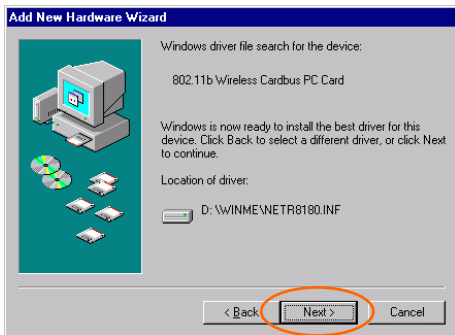 Add New Hardware Wizard
Windows driver file search for the device:
802.11b Wireless Cardbus PC Card
Windows is now ready to install the best driver for this
device. Click Back to select a different driver, or click Next
to continue.
Location of driver:
D: \WINME\NETR8180.INF
< Back
Next >
Cancel